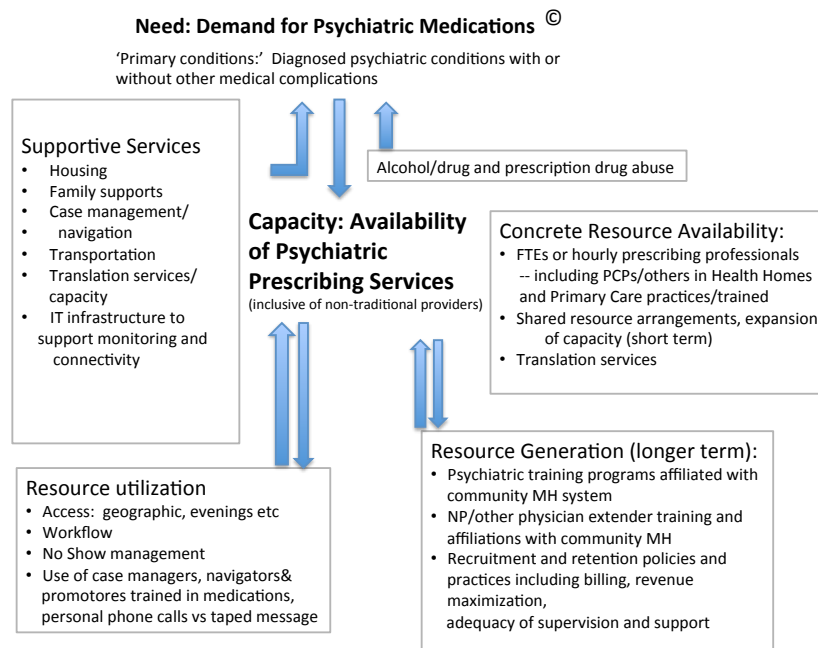 Need: Demand for Psychiatric Medications ©
'Primary conditions:' Diagnosed psychiatric conditions with or
without other medical complications
Supportive Services
• Housing
• Family supports
• Case management/
• navigation
• Transportation
• Translation services/
capacity
• IT infrastructure to
support monitoring and
connectivity
Alcohol/drug and prescription drug abuse
Capacity: Availability
of Psychiatric
Prescribing Services
(inclusive of non-traditional providers)
Concrete Resource Availability:
• FTEs or hourly prescribing professionals
-- including PCPs/others in Health Homes
and Primary Care practices/trained
• Shared resource arrangements, expansion
of capacity (short term)
• Translation services
Resource utilization
• Access: geographic, evenings etc
• Workflow
• No Show management
• Use of case managers, navigators&
promotores trained in medications,
personal phone calls vs taped message
Resource Generation (longer term):
• Psychiatric training programs affiliated with
community MH system
• NP/other physician extender training and
affiliations with community MH
• Recruitment and retention policies and
practices including billing, revenue
maximization,
adequacy of supervision and support